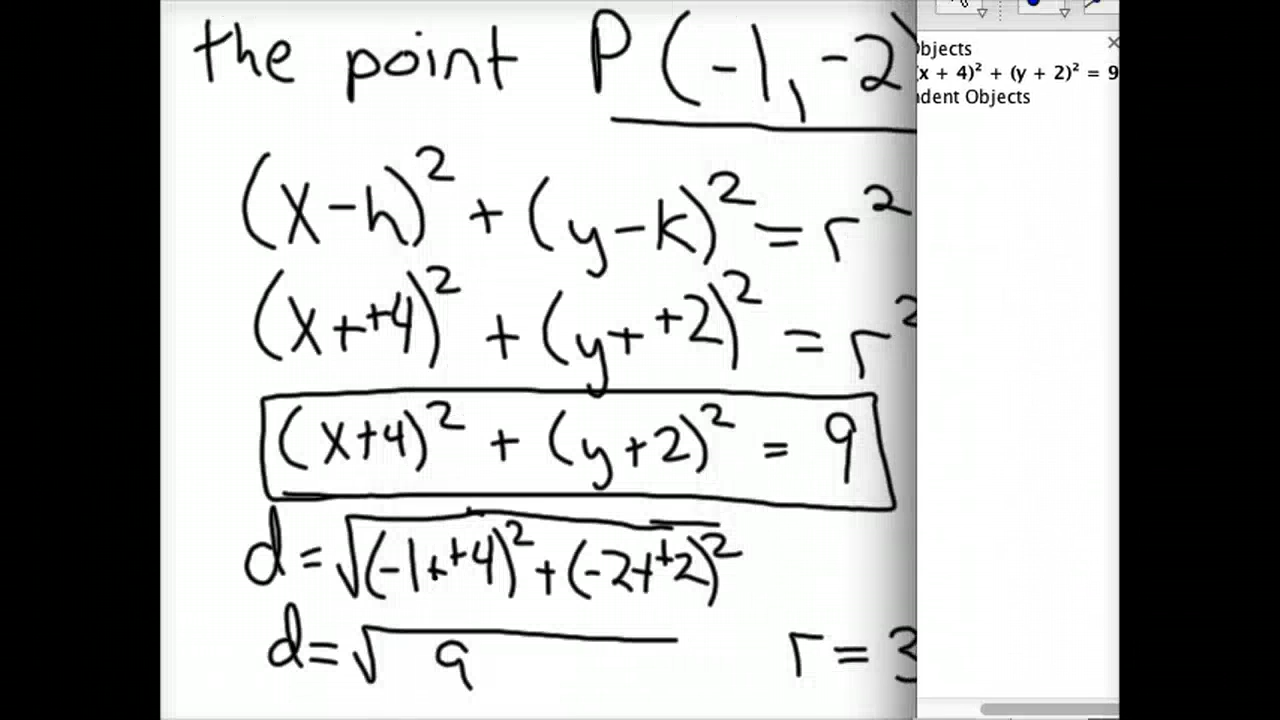 the point P(-1, -2)
(x-h)² + (y-k)² = r²
(x++4)² + (y++2)² = r²
(x+4)² + (y+2)² = 9
d=√(-1++4)²+(-2++2)²
d=√9 r=3
bjects
(x + 4)² + (y + 2)² = 9
dent Objects